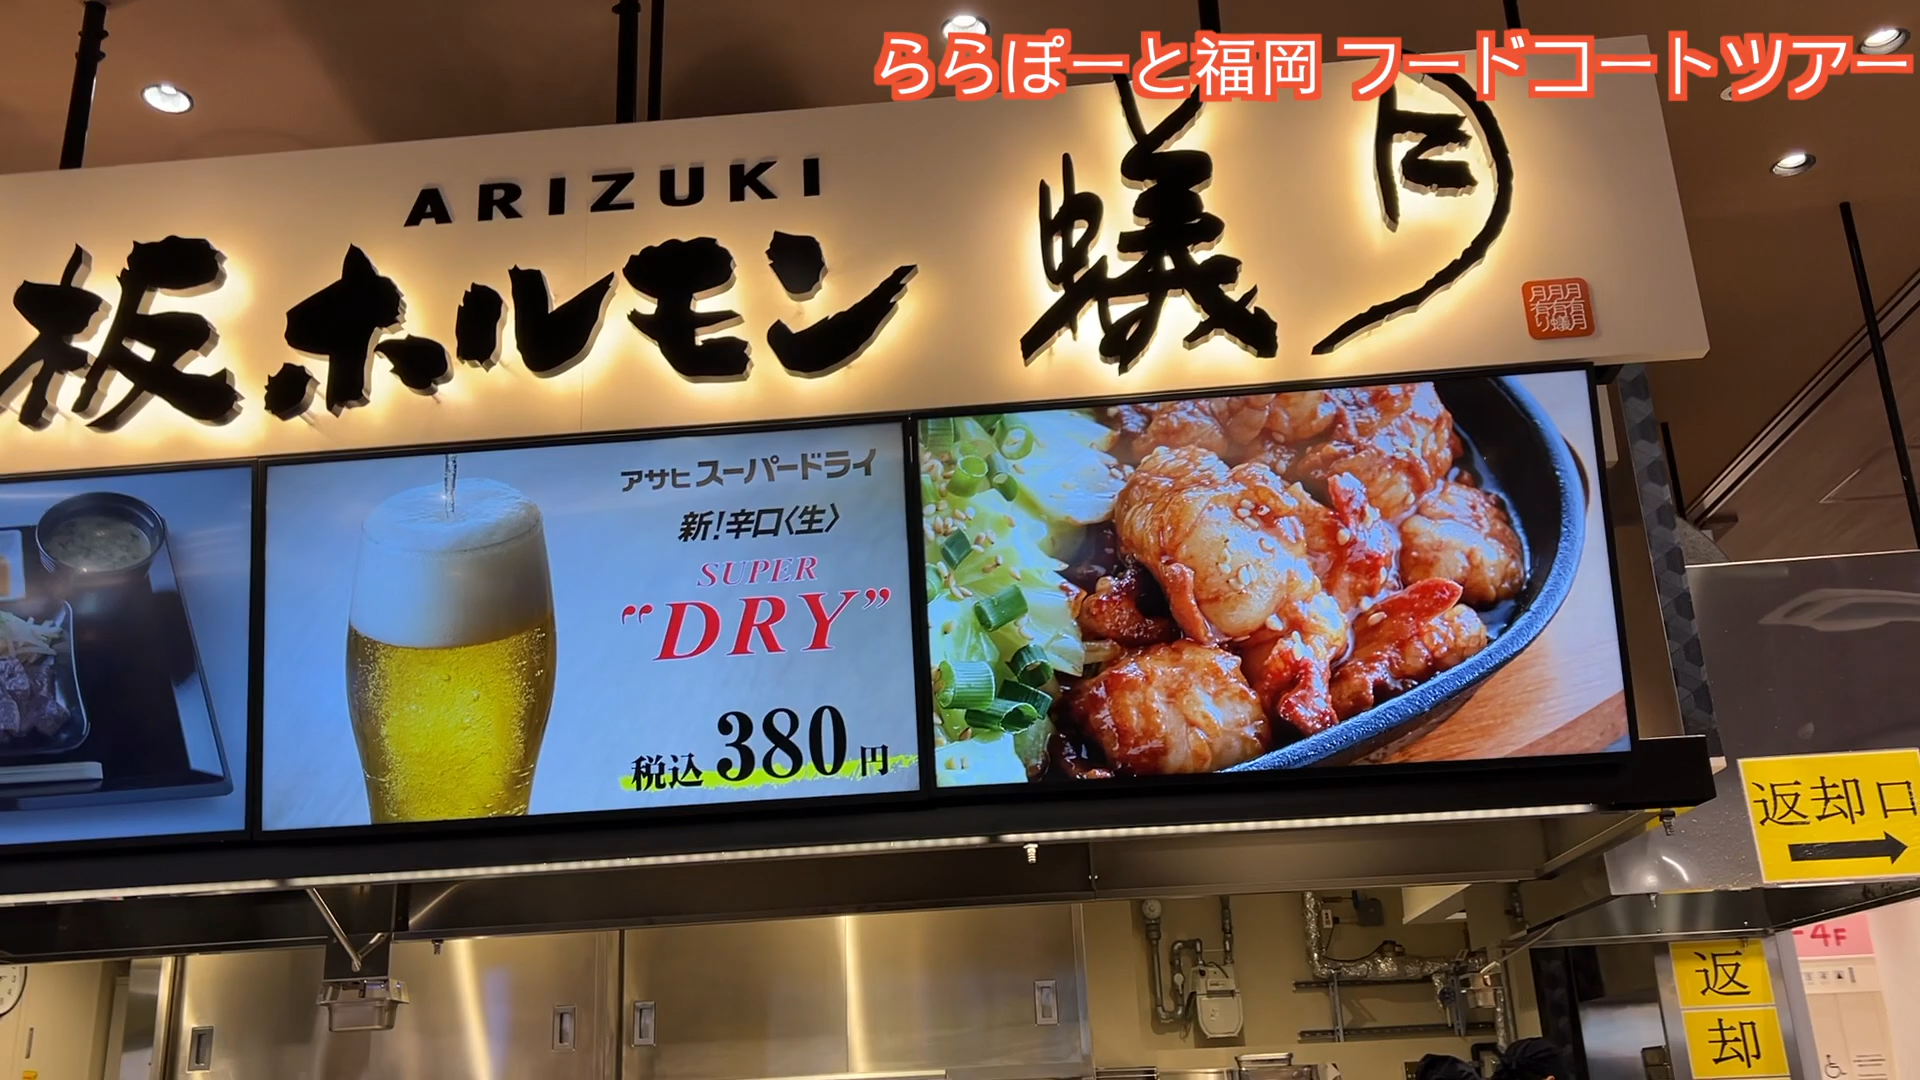 ららぽーと福岡 フードコートツアー
ARIZUKI
板ホルモン 蟻月
アサヒスーパードライ
新!辛口〈生〉
SUPER
“DRY”
税込 380円
返却口
→
4F
返
却